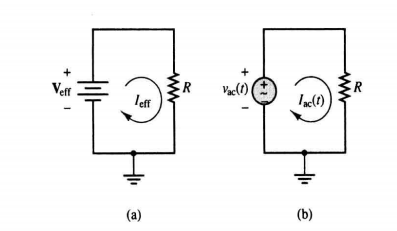 +
V_eff
−
I_eff
R
+
v_ac(t)
−
+
~
−
I_ac(t)
R
(a)
(b)